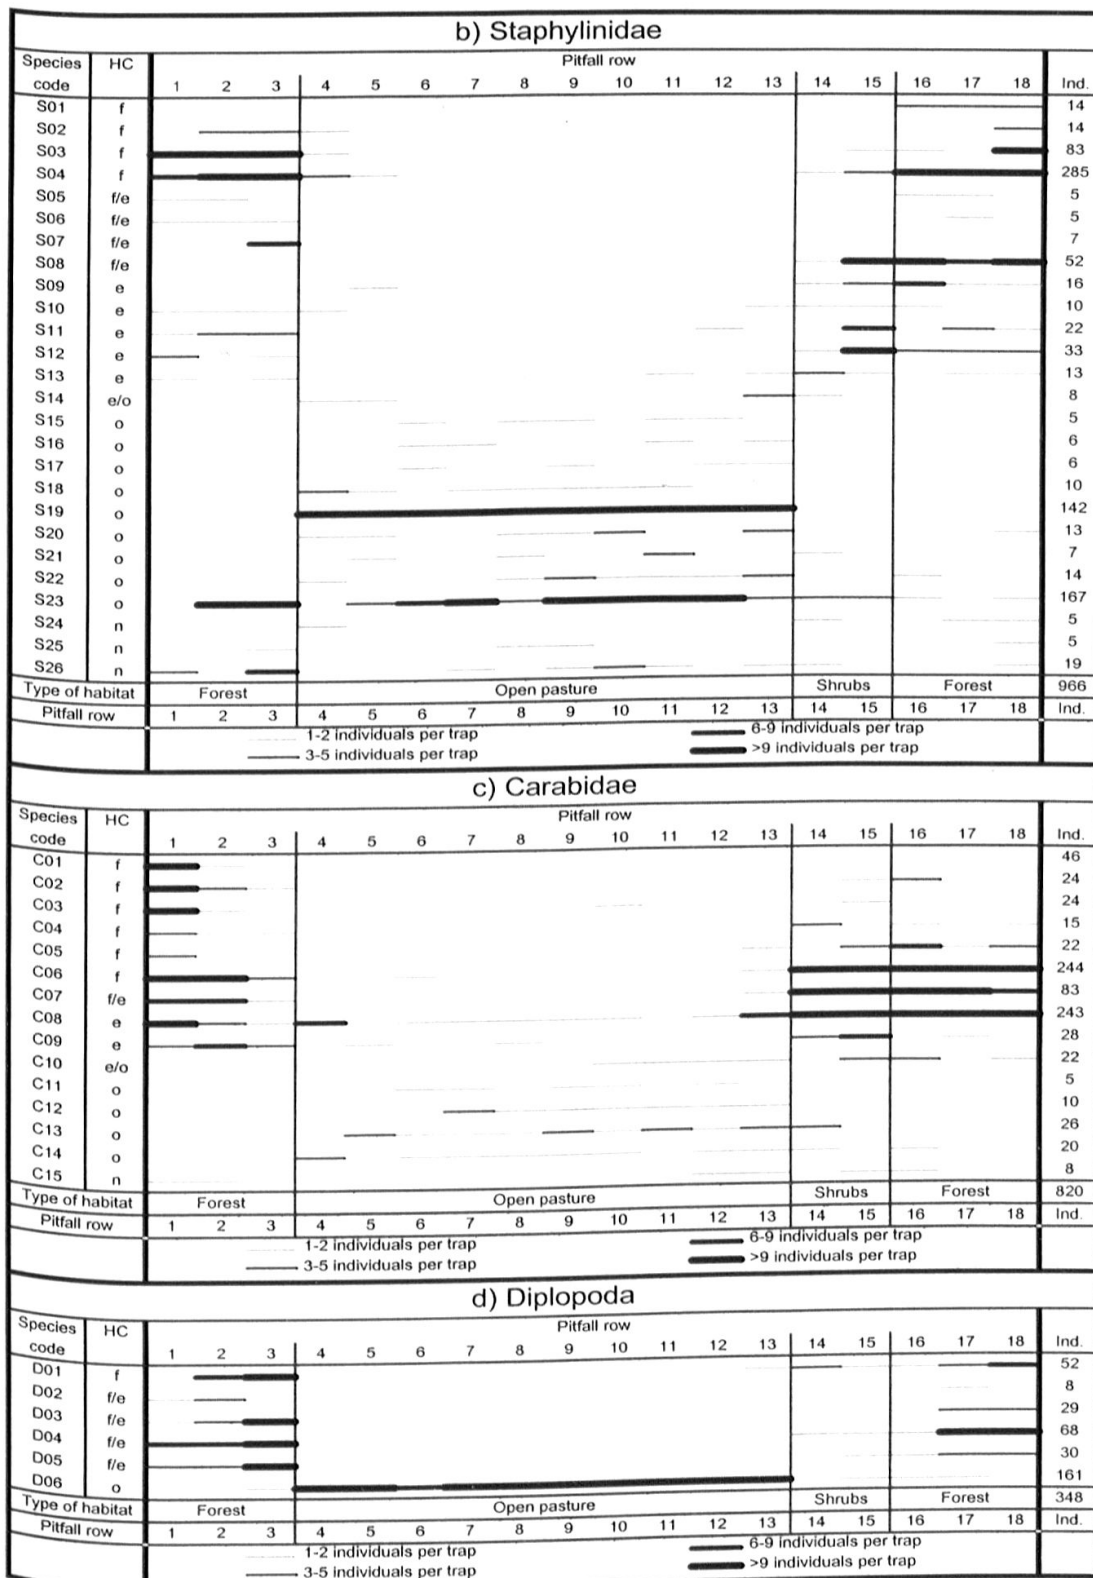 b) Staphylinidae
Species code HC Pitfall row
1 2 3 4 5 6 7 8 9 10 11 12 13 14 15 16 17 18 Ind.
S01 f 14
S02 f 14
S03 f 83
S04 f 285
S05 f/e 5
S06 f/e 5
S07 f/e 7
S08 f/e 52
S09 e 16
S10 e 10
S11 e 22
S12 e 33
S13 e 13
S14 e/o 8
S15 o 5
S16 o 6
S17 o 6
S18 o 10
S19 o 142
S20 o 13
S21 o 7
S22 o 14
S23 o 167
S24 n 5
S25 n 5
S26 n 19
Type of habitat Forest Open pasture Shrubs Forest 966
Pitfall row 1 2 3 4 5 6 7 8 9 10 11 12 13 14 15 16 17 18 Ind.
1-2 individuals per trap 6-9 individuals per trap
3-5 individuals per trap >9 individuals per trap
c) Carabidae
Species code HC Pitfall row
1 2 3 4 5 6 7 8 9 10 11 12 13 14 15 16 17 18 Ind.
C01 f 46
C02 f 24
C03 f 24
C04 f 15
C05 f 22
C06 f 244
C07 f/e 83
C08 e 243
C09 e 28
C10 e/o 22
C11 o 5
C12 o 10
C13 o 26
C14 o 20
C15 n 8
Type of habitat Forest Open pasture Shrubs Forest 820
Pitfall row 1 2 3 4 5 6 7 8 9 10 11 12 13 14 15 16 17 18 Ind.
1-2 individuals per trap 6-9 individuals per trap
3-5 individuals per trap >9 individuals per trap
d) Diplopoda
Species code HC Pitfall row
1 2 3 4 5 6 7 8 9 10 11 12 13 14 15 16 17 18 Ind.
D01 f 52
D02 f/e 8
D03 f/e 29
D04 f/e 68
D05 f/e 30
D06 o 161
Type of habitat Forest Open pasture Shrubs Forest 348
Pitfall row 1 2 3 4 5 6 7 8 9 10 11 12 13 14 15 16 17 18 Ind.
1-2 individuals per trap 6-9 individuals per trap
3-5 individuals per trap >9 individuals per trap